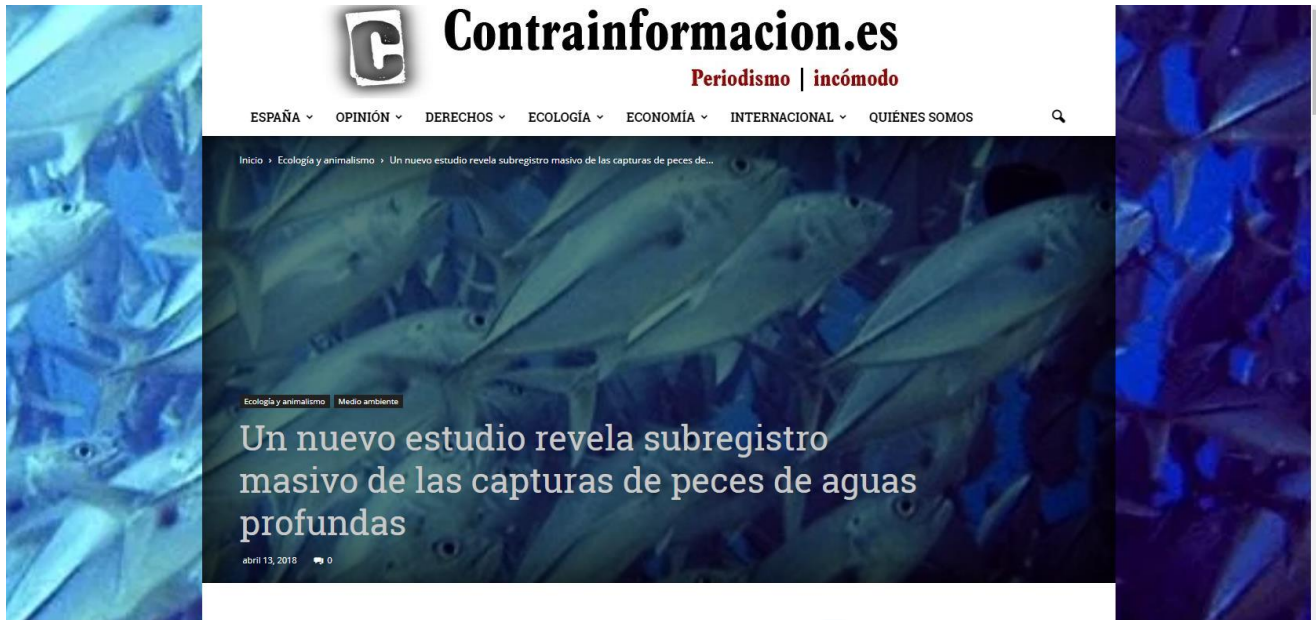 C
Contrainformacion.es
Periodismo | incómodo
ESPAÑA OPINIÓN DERECHOS ECOLOGÍA ECONOMÍA INTERNACIONAL QUIÉNES SOMOS
Inicio › Ecología y animalismo › Un nuevo estudio revela subregistro masivo de las capturas de peces de...
Ecología y animalismo Medio ambiente
Un nuevo estudio revela subregistro
masivo de las capturas de peces de aguas
profundas
abril 13, 2018 0